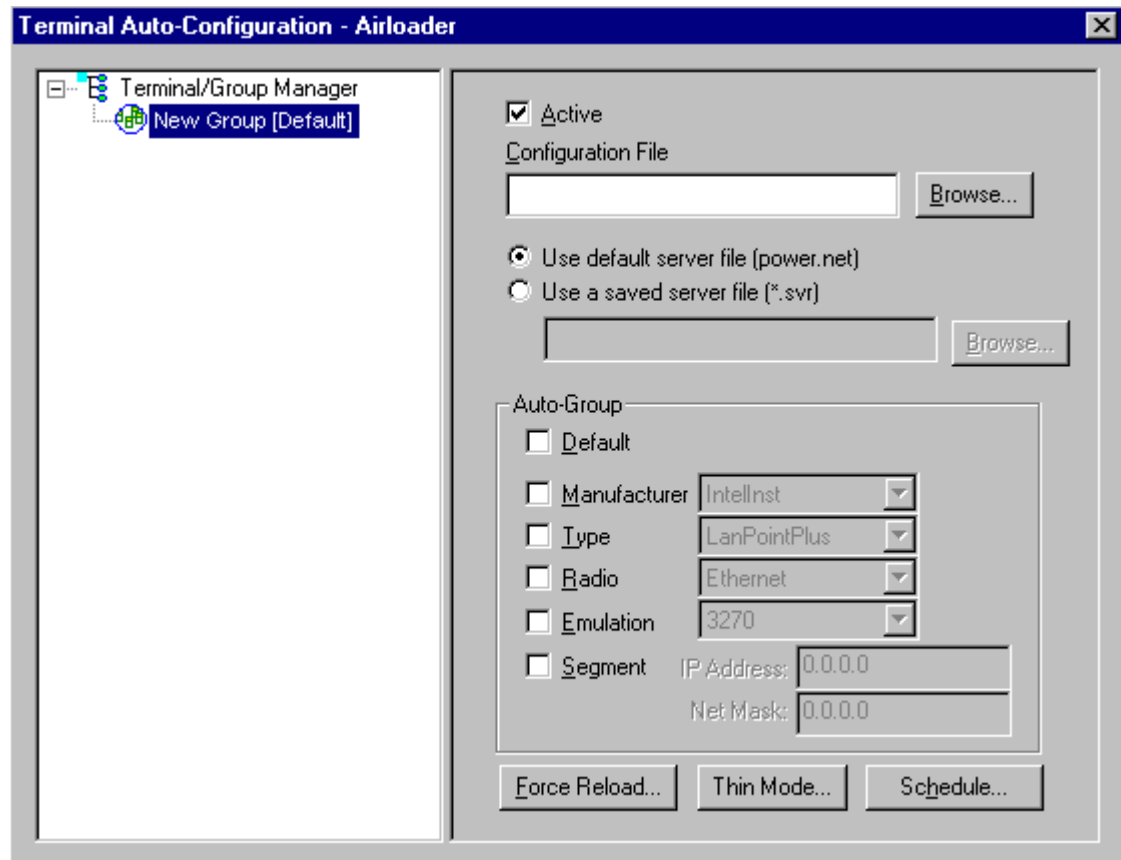 Terminal Auto-Configuration - Airloader
Terminal/Group Manager
New Group [Default]
Active
Configuration File
Browse...
Use default server file (power.net)
Use a saved server file (*.svr)
Browse...
Auto-Group
Default
Manufacturer IntelInst
Type LanPointPlus
Radio Ethernet
Emulation 3270
Segment IP Address: 0.0.0.0
Net Mask: 0.0.0.0
Force Reload... Thin Mode... Schedule...